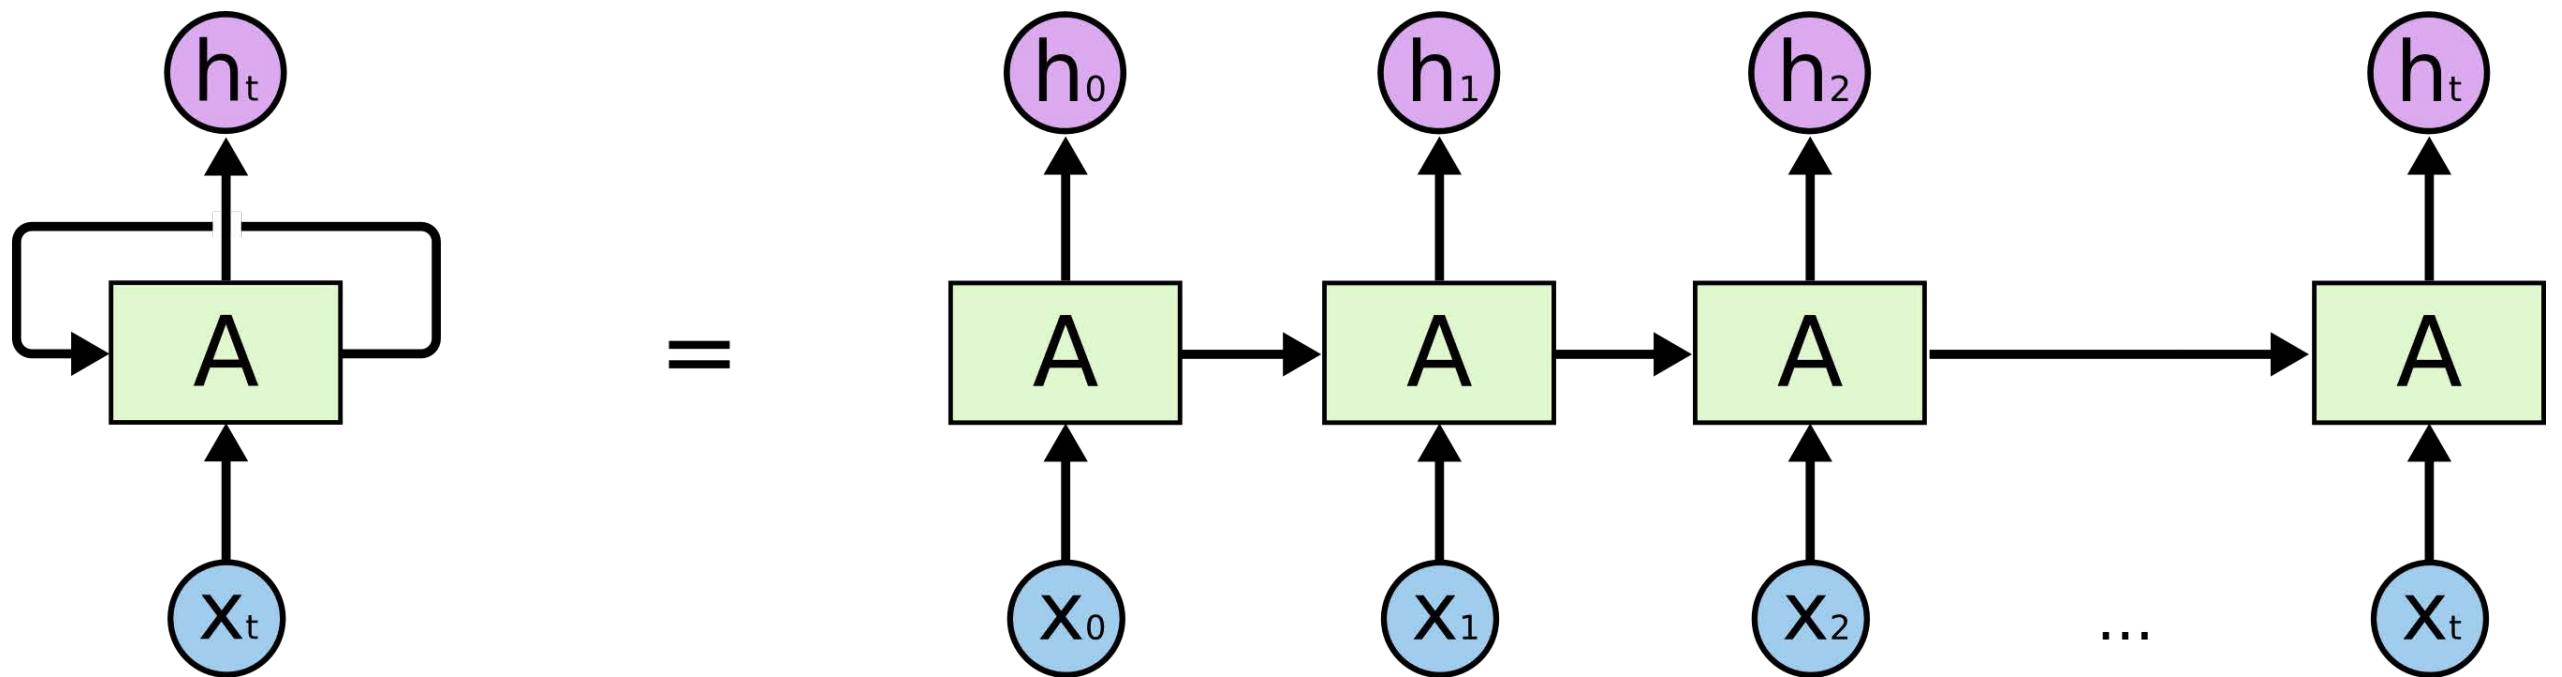 hₜ h₀ h₁ h₂ hₜ
A = A A A A
xₜ x₀ x₁ x₂ ... xₜ